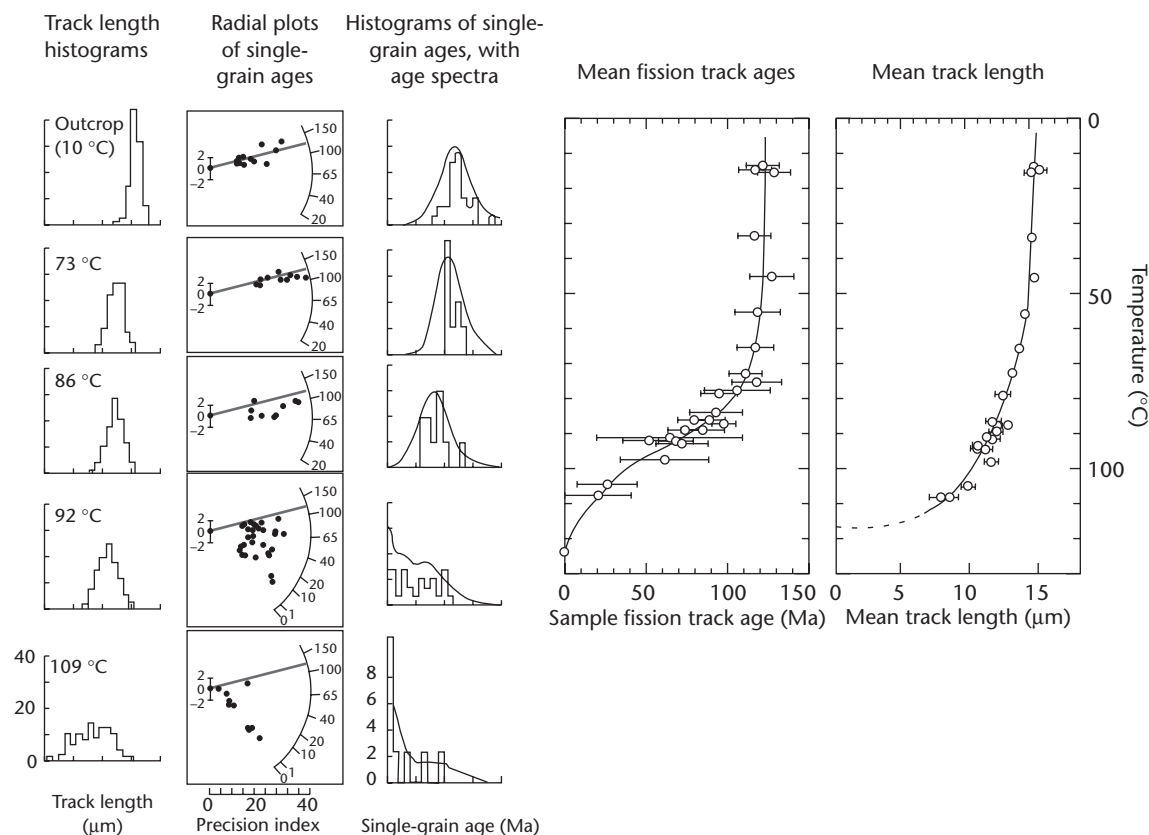 Track length
histograms
Radial plots
of single-
grain ages
Histograms of single-
grain ages, with
age spectra
Mean fission track ages
Mean track length
Outcrop
(10 °C)
2
0
−2
150
100
65
40
20
73 °C
2
0
−2
150
100
65
40
20
86 °C
2
0
−2
150
100
65
40
20
92 °C
2
0
−2
150
100
65
40
20
10
1
0
109 °C
40
20
0
2
0
−2
150
100
65
40
20
10
1
0
8
6
4
2
0
Track length
(μm)
0 20 40
Precision index
Single-grain age (Ma)
0 50 100 150
Sample fission track age (Ma)
0 5 10 15
Mean track length (μm)
0
50
100
Temperature (°C)